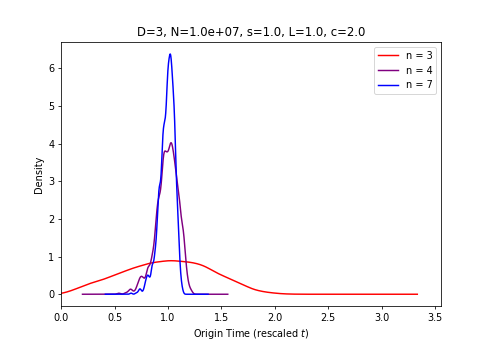 D=3, N=1.0e+07, s=1.0, L=1.0, c=2.0
n = 3
n = 4
n = 7
Density
6
5
4
3
2
1
0
0.0 0.5 1.0 1.5 2.0 2.5 3.0 3.5
Origin Time (rescaled t)